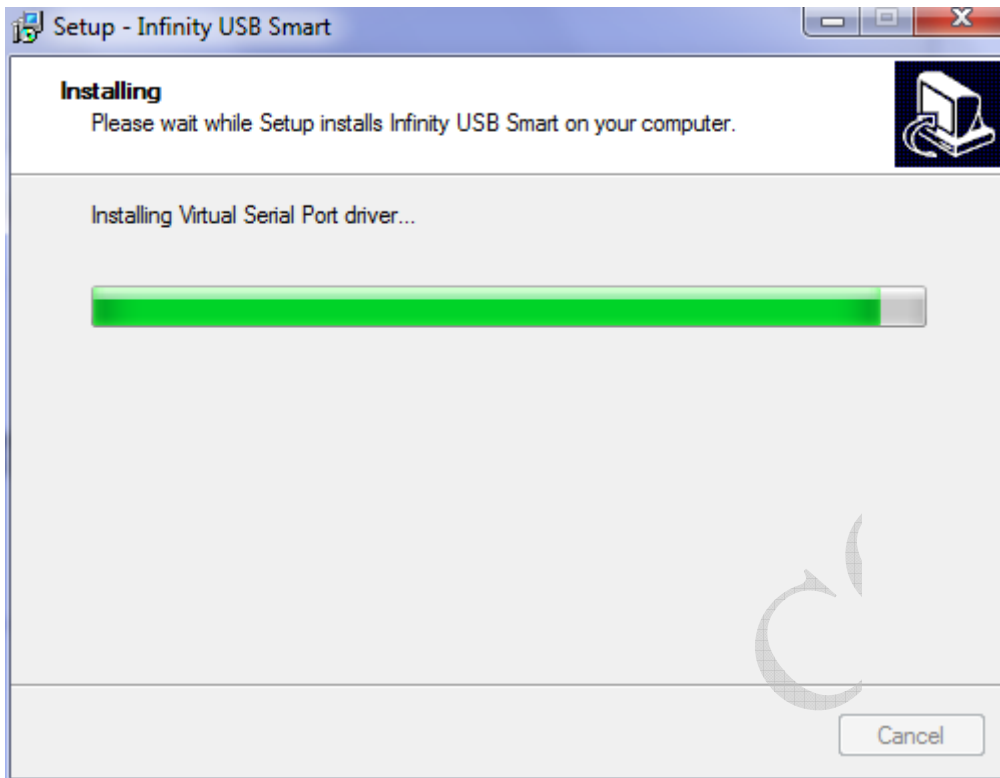 Setup - Infinity USB Smart
Installing
Please wait while Setup installs Infinity USB Smart on your computer.
Installing Virtual Serial Port driver...
Cancel